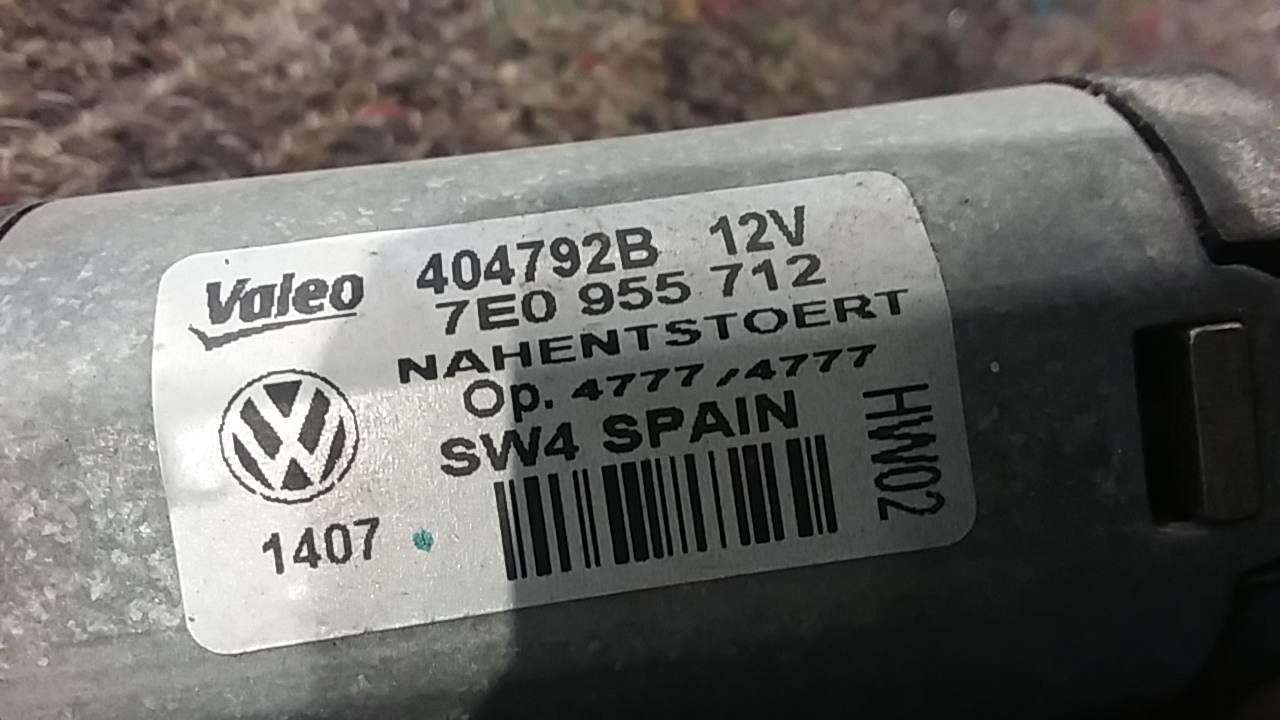 Valeo
404792B 12V
7E0 955 712
NAHENTSTOERT
Op. 4777/4777
SW4 SPAIN
HW02
1407